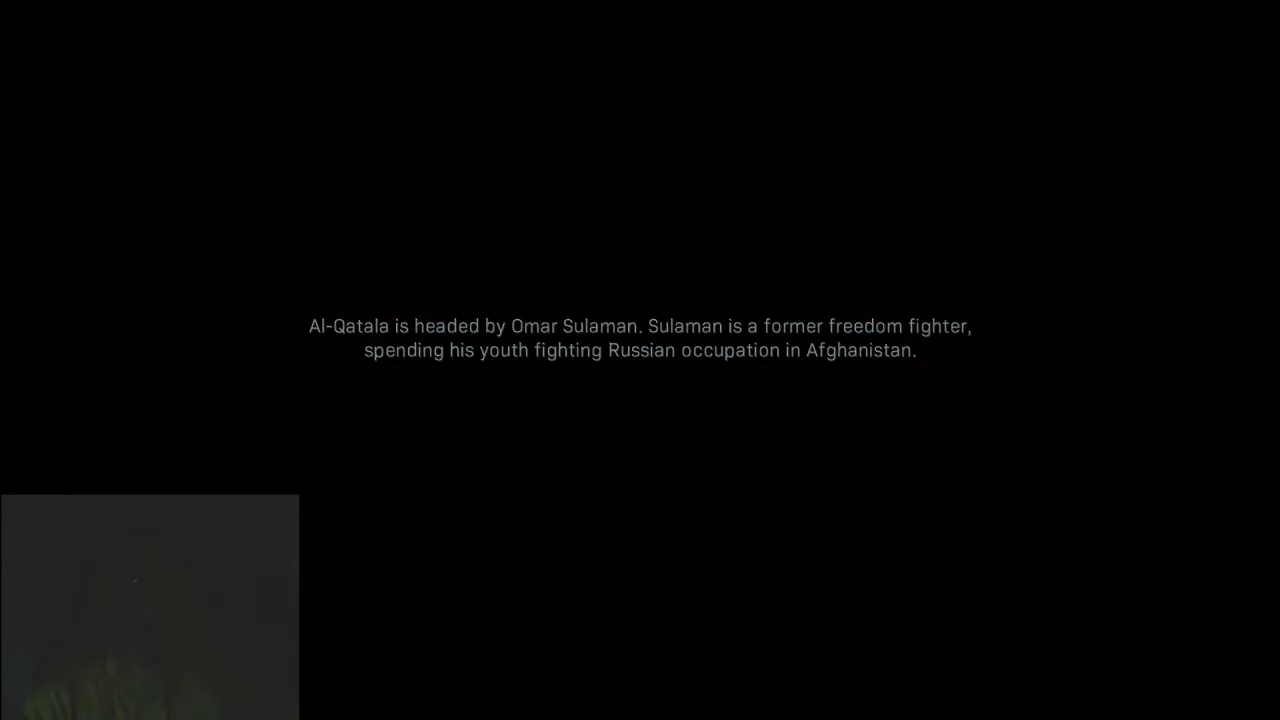 Al-Qatala is headed by Omar Sulaman. Sulaman is a former freedom fighter,
spending his youth fighting Russian occupation in Afghanistan.